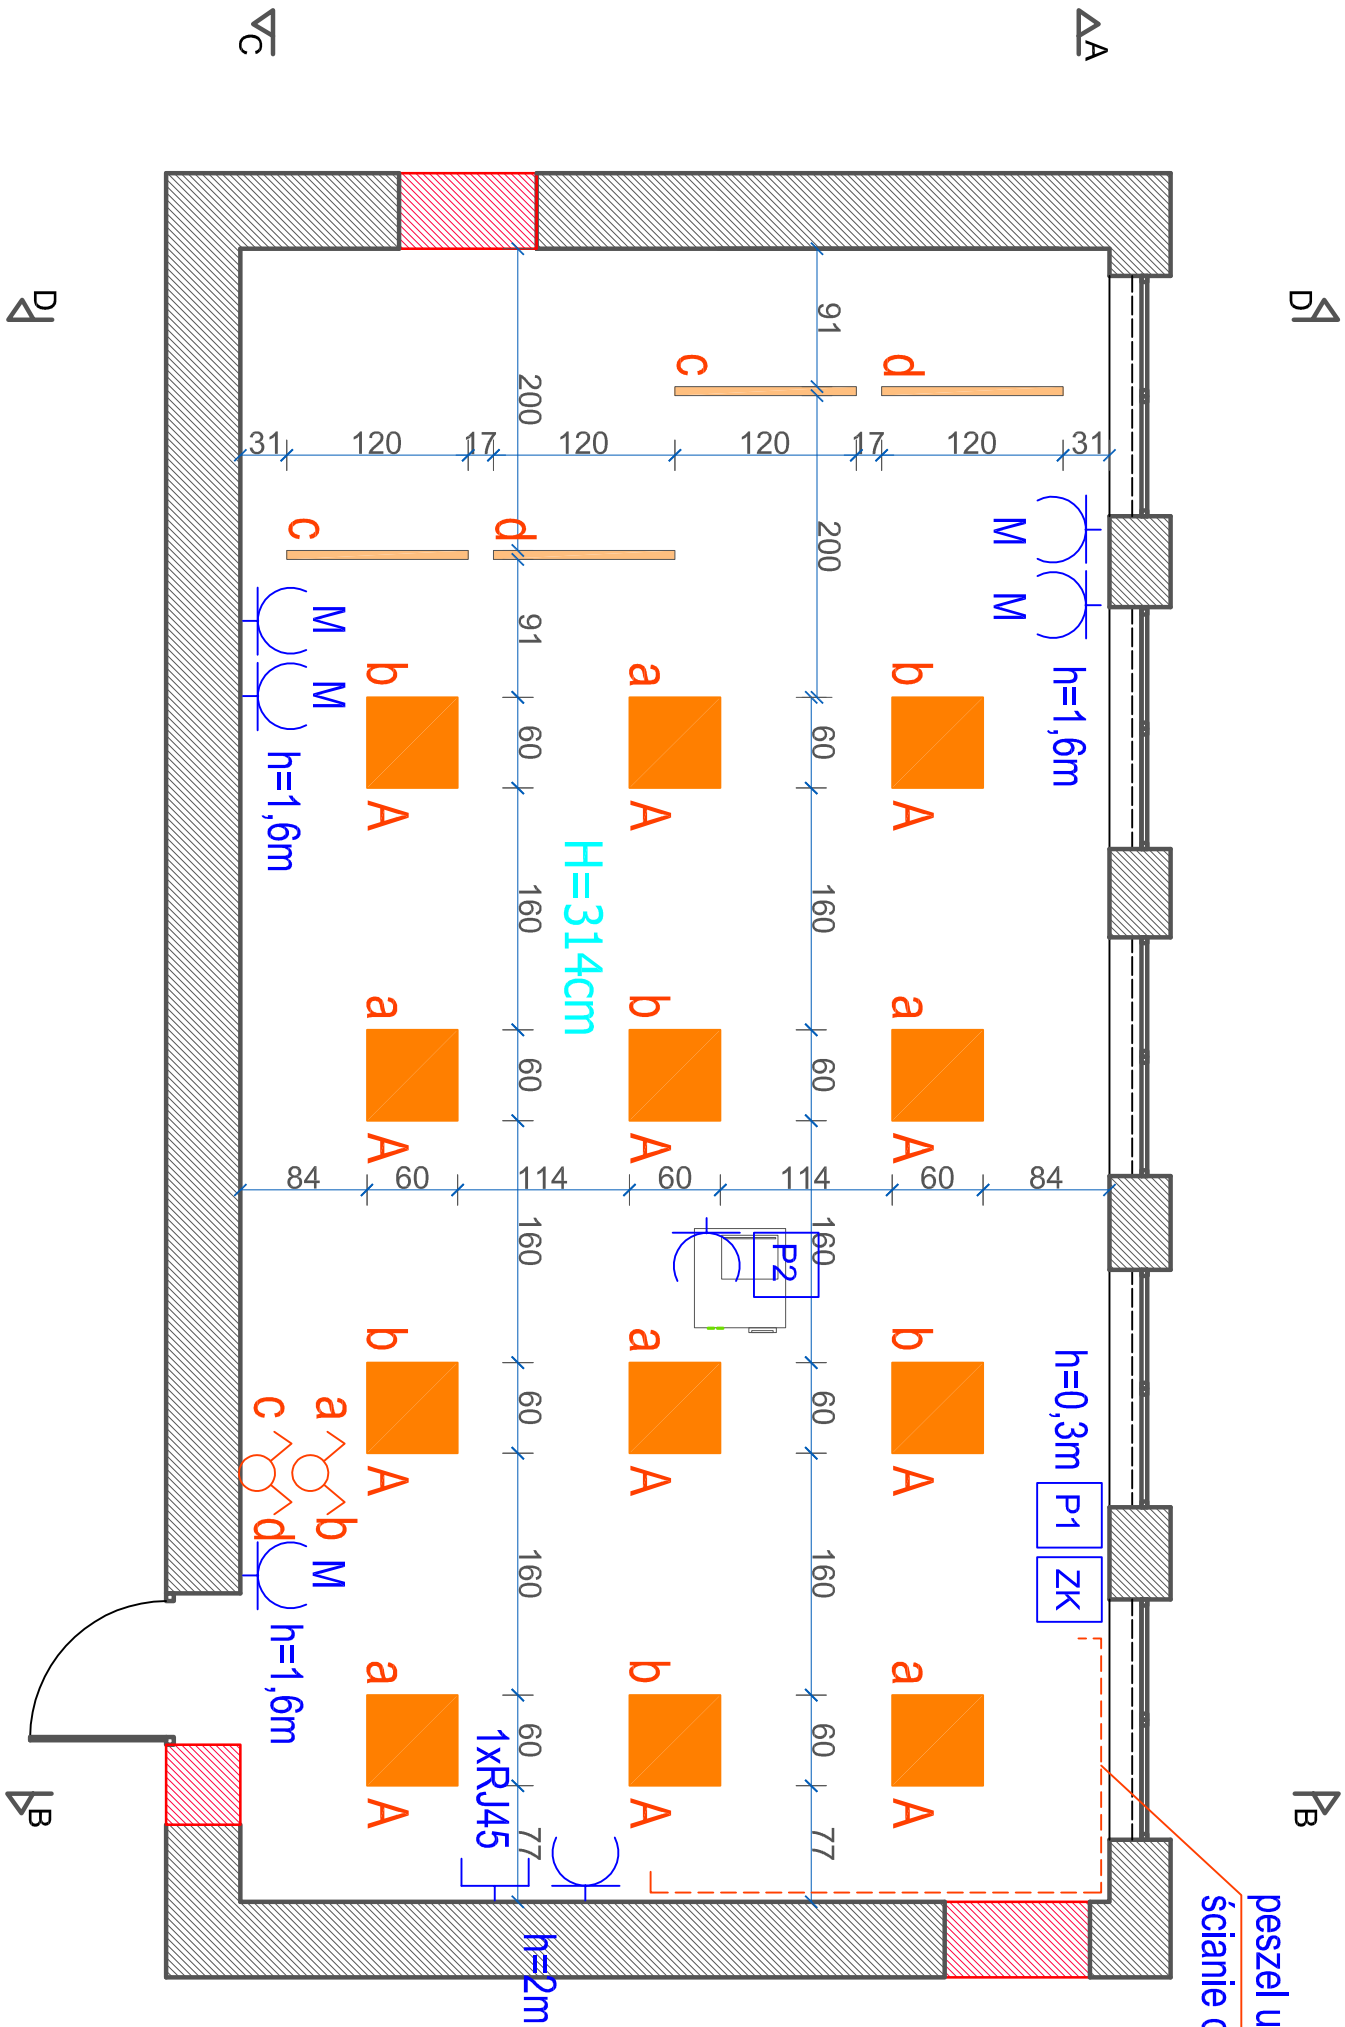 C
A
D
D
91
d
c
200
31
120
17
120
120
17
120
31
c
d
200
M
M
h=1,6m
M
M
h=1,6m
91
b
a
b
60
60
A
A
A
H=314cm
160
160
a
b
a
60
60
A
A
A
84
60
114
60
114
60
84
160
160
P2
b
a
b
60
60
A
A
A
h=0,3m
P1
ZK
c
a
d
b
M
h=1,6m
160
160
a
b
a
60
60
A
A
A
1xRJ45
77
77
B
B
h=2m
peszel u
ścianie